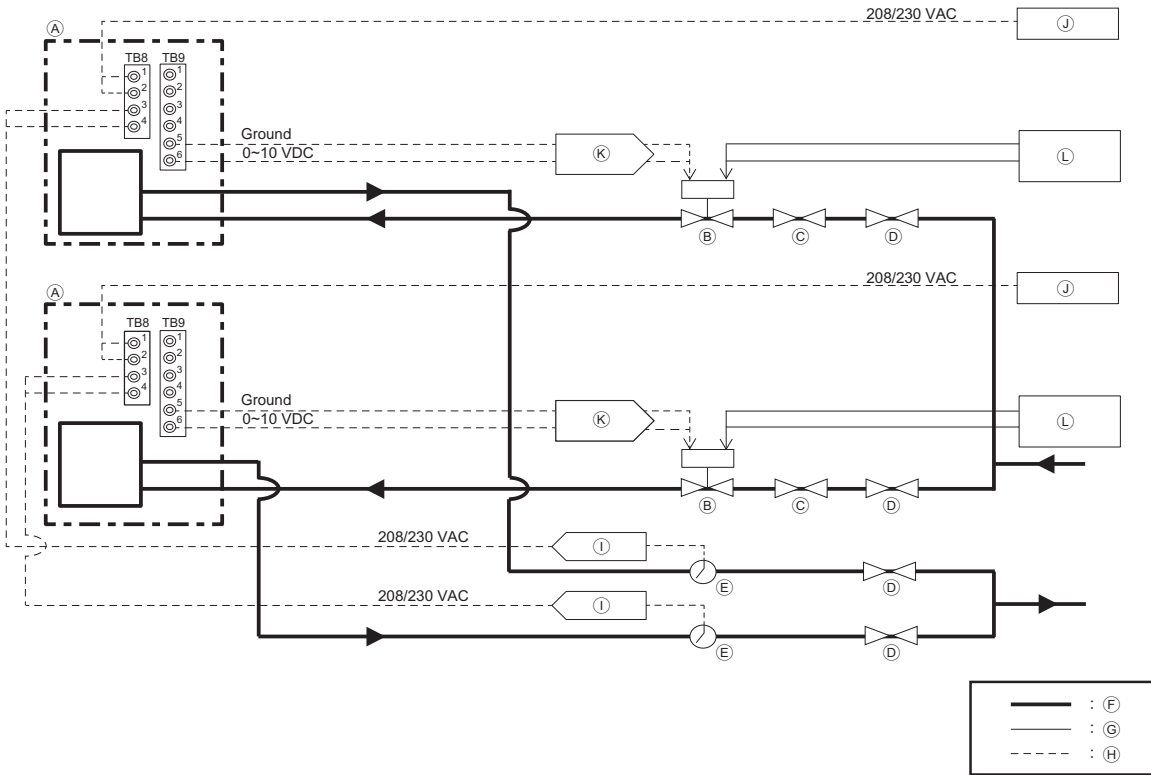 208/230 VAC Ⓙ
Ⓐ
TB8 TB9
1 1
2 2
3 3
4 4
5
6
Ground
0~10 VDC
Ⓚ
Ⓛ
Ⓑ Ⓒ Ⓓ
208/230 VAC Ⓙ
Ⓐ
TB8 TB9
1 1
2 2
3 3
4 4
5
6
Ground
0~10 VDC
Ⓚ
Ⓛ
Ⓑ Ⓒ Ⓓ
208/230 VAC Ⓘ
Ⓔ Ⓓ
208/230 VAC Ⓘ
Ⓔ Ⓓ
: Ⓕ
: Ⓖ
: Ⓗ